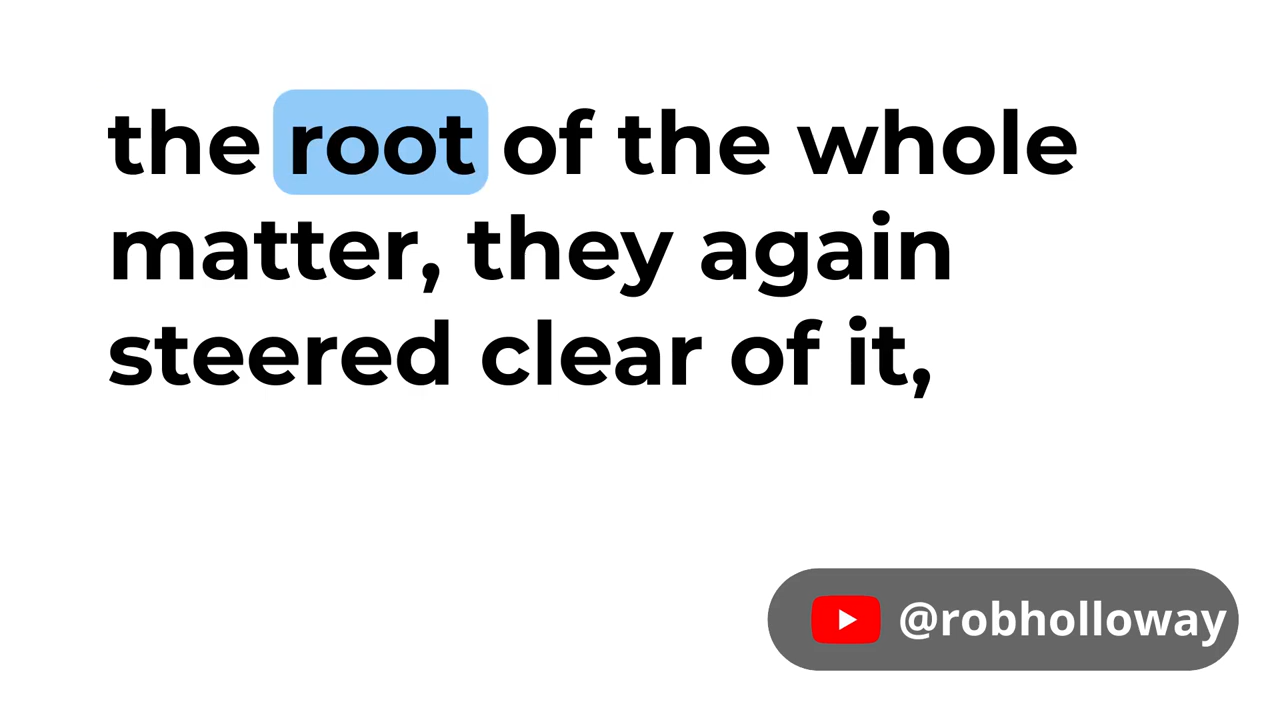 the root of the whole
matter, they again
steered clear of it,
@robholloway